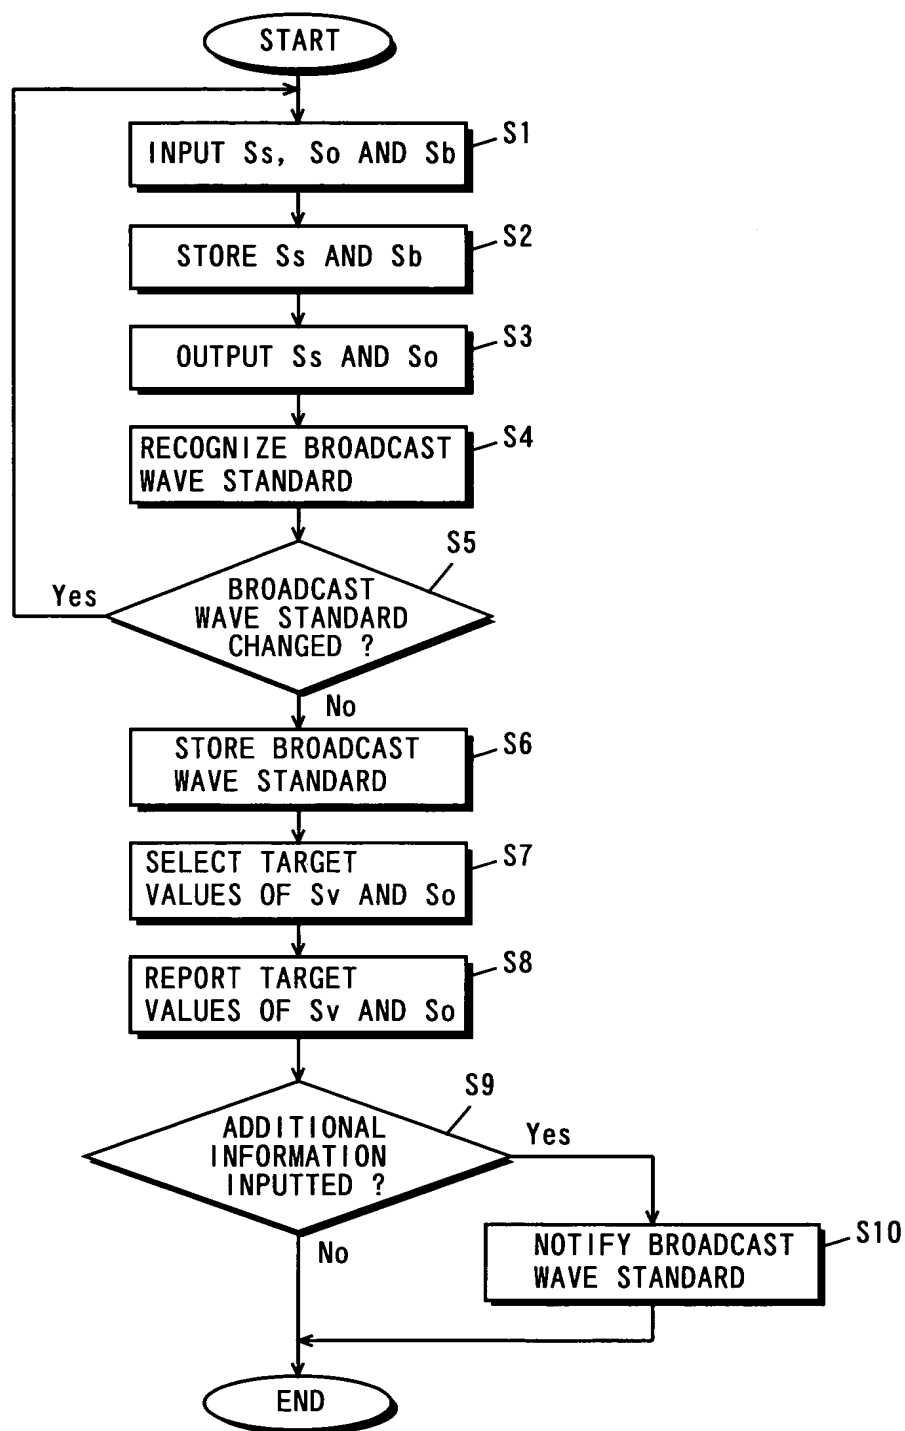 START
INPUT Ss, So AND Sb
S1
STORE Ss AND Sb
S2
OUTPUT Ss AND So
S3
RECOGNIZE BROADCAST
WAVE STANDARD
S4
BROADCAST
WAVE STANDARD
CHANGED ?
S5
Yes
No
STORE BROADCAST
WAVE STANDARD
S6
SELECT TARGET
VALUES OF Sv AND So
S7
REPORT TARGET
VALUES OF Sv AND So
S8
ADDITIONAL
INFORMATION
INPUTTED ?
S9
Yes
No
NOTIFY BROADCAST
WAVE STANDARD
S10
END